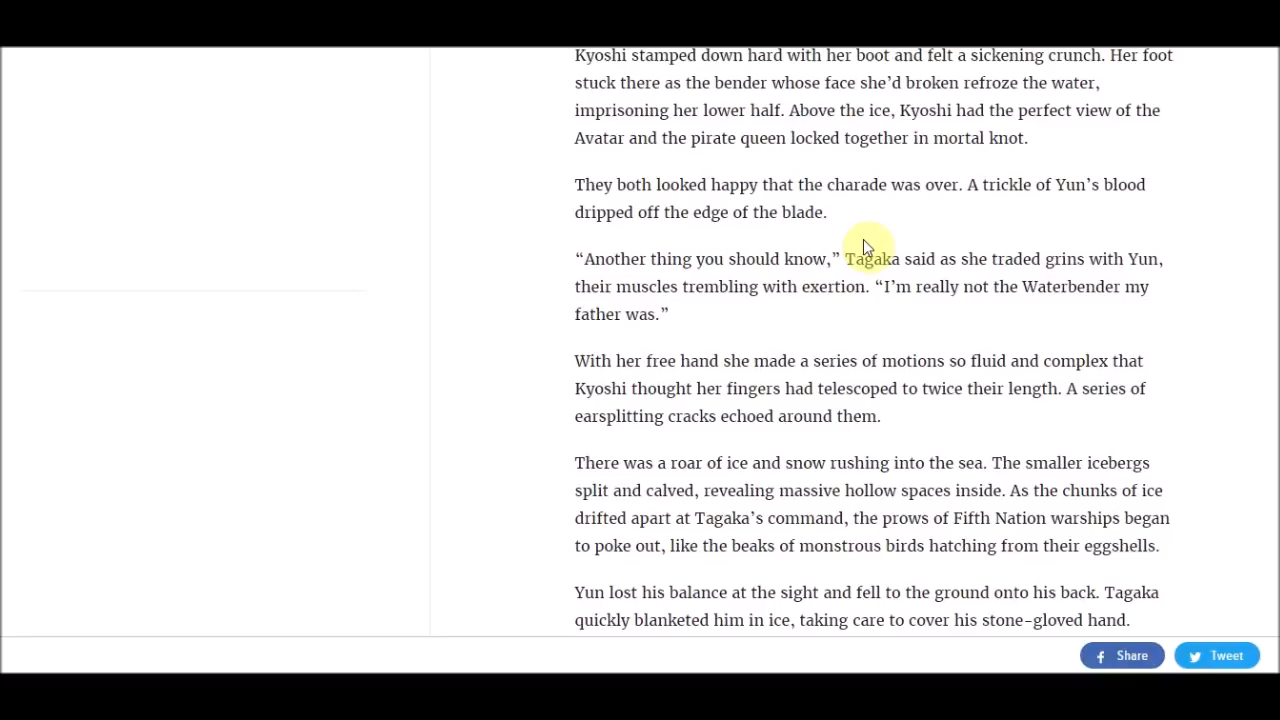 Kyoshi stamped down hard with her boot and felt a sickening crunch. Her foot
stuck there as the bender whose face she’d broken refroze the water,
imprisoning her lower half. Above the ice, Kyoshi had the perfect view of the
Avatar and the pirate queen locked together in mortal knot.
They both looked happy that the charade was over. A trickle of Yun’s blood
dripped off the edge of the blade.
“Another thing you should know,” Tagaka said as she traded grins with Yun,
their muscles trembling with exertion. “I’m really not the Waterbender my
father was.”
With her free hand she made a series of motions so fluid and complex that
Kyoshi thought her fingers had telescoped to twice their length. A series of
earsplitting cracks echoed around them.
There was a roar of ice and snow rushing into the sea. The smaller icebergs
split and calved, revealing massive hollow spaces inside. As the chunks of ice
drifted apart at Tagaka’s command, the prows of Fifth Nation warships began
to poke out, like the beaks of monstrous birds hatching from their eggshells.
Yun lost his balance at the sight and fell to the ground onto his back. Tagaka
quickly blanketed him in ice, taking care to cover his stone-gloved hand.
Share
Tweet